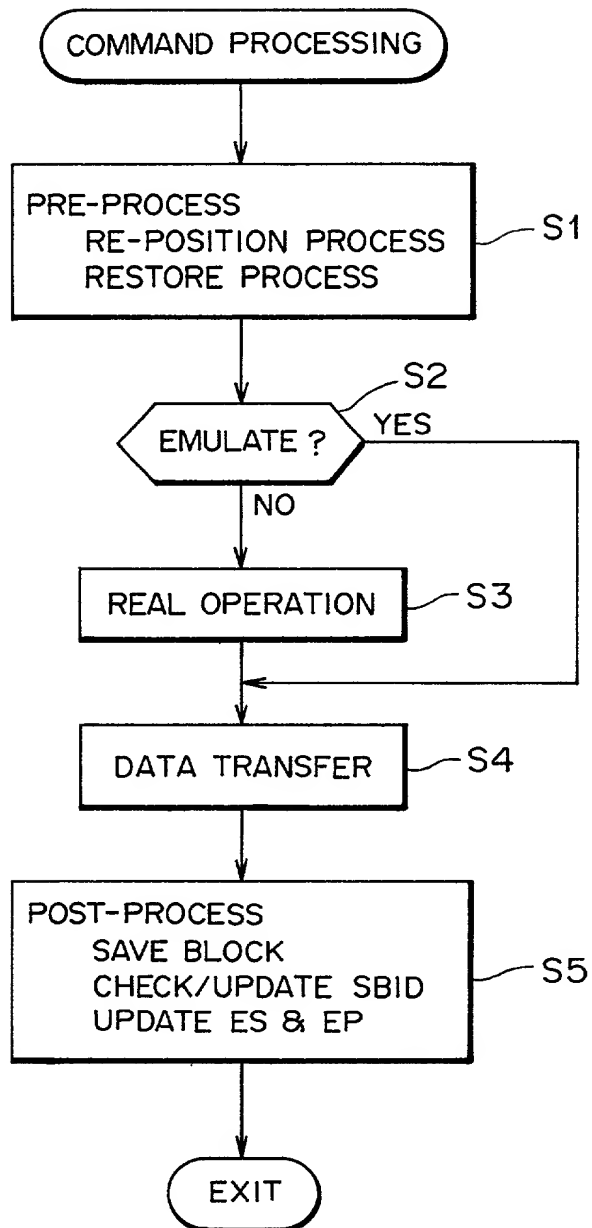 COMMAND PROCESSING
PRE-PROCESS
RE-POSITION PROCESS
RESTORE PROCESS
S1
S2
EMULATE ?
YES
NO
REAL OPERATION
S3
DATA TRANSFER
S4
POST-PROCESS
SAVE BLOCK
CHECK/UPDATE SBID
UPDATE ES & EP
S5
EXIT